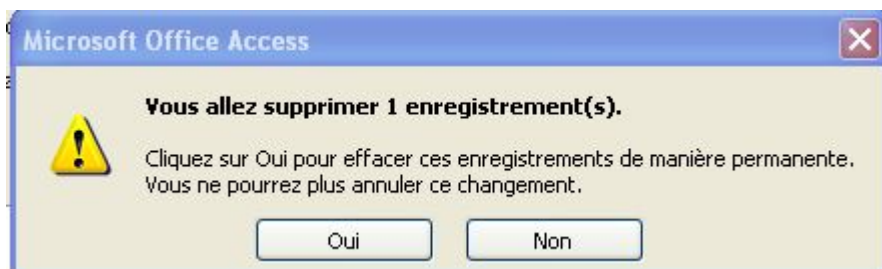 Microsoft Office Access
Vous allez supprimer 1 enregistrement(s).
Cliquez sur Oui pour effacer ces enregistrements de manière permanente.
Vous ne pourrez plus annuler ce changement.
Oui Non